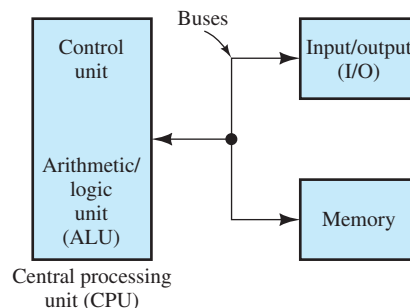 Buses
Control
unit
Arithmetic/
logic
unit
(ALU)
Central processing
unit (CPU)
Input/output
(I/O)
Memory